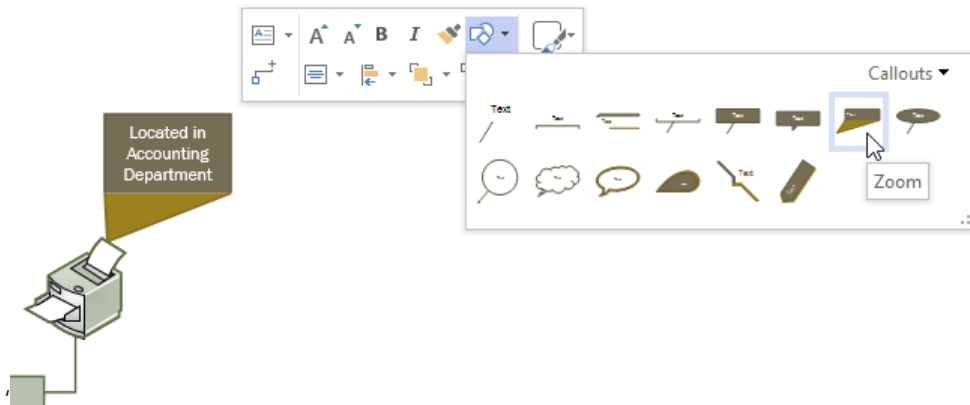 A A B I
Callouts
Text
Located in
Accounting
Department
Zoom